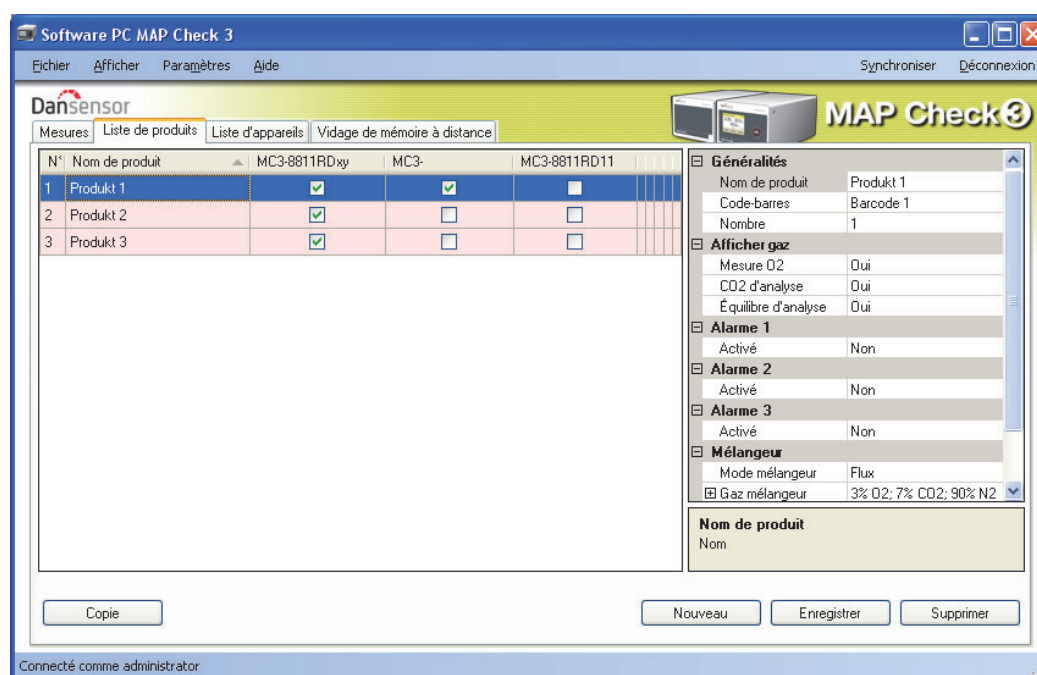 Software PC MAP Check 3
Fichier Afficher Paramètres Aide Synchroniser Déconnexion
Dansensor
MAP Check3
Mesures Liste de produits Liste d'appareils Vidage de mémoire à distance
N° Nom de produit MC3-8811RDxy MC3- MC3-8811RD11
1 Produkt 1
2 Produkt 2
3 Produkt 3
Généralités
Nom de produit Produkt 1
Code-barres Barcode 1
Nombre 1
Afficher gaz
Mesure O2 Oui
CO2 d'analyse Oui
Équilibre d'analyse Oui
Alarme 1
Activé Non
Alarme 2
Activé Non
Alarme 3
Activé Non
Mélangeur
Mode mélangeur Flux
Gaz mélangeur 3% O2; 7% CO2; 90% N2
Nom de produit
Nom
Copie Nouveau Enregistrer Supprimer
Connecté comme administrator